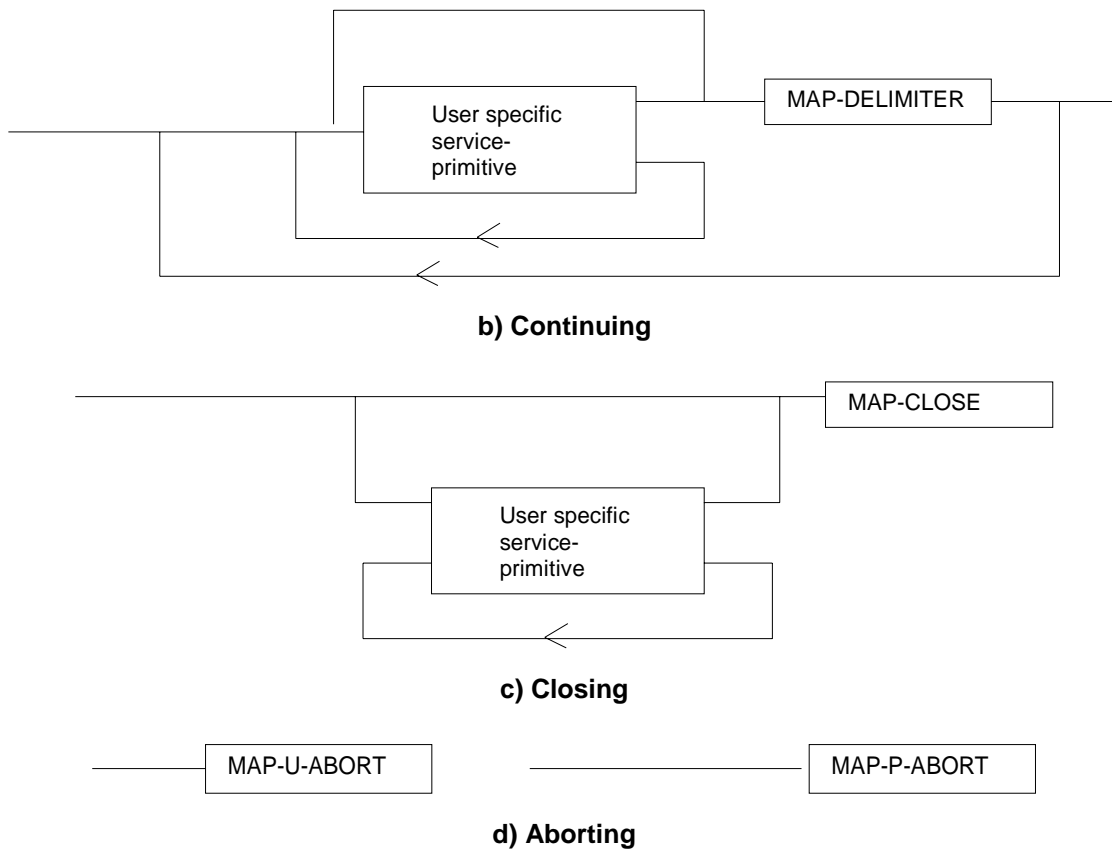 User specific
service-
primitive
MAP-DELIMITER
b) Continuing
MAP-CLOSE
User specific
service-
primitive
c) Closing
MAP-U-ABORT
MAP-P-ABORT
d) Aborting